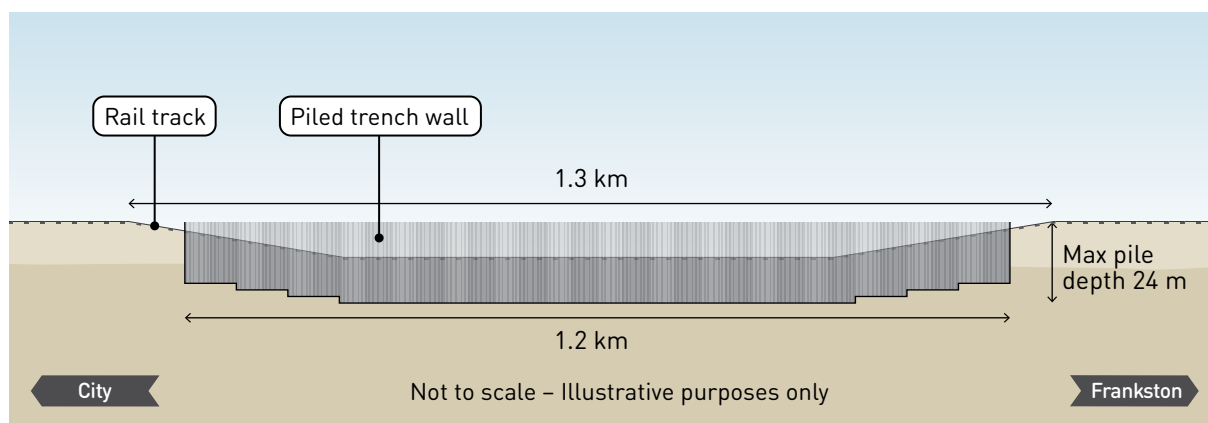 Rail track
Piled trench wall
1.3 km
Max pile
depth 24 m
1.2 km
City
Not to scale – Illustrative purposes only
Frankston